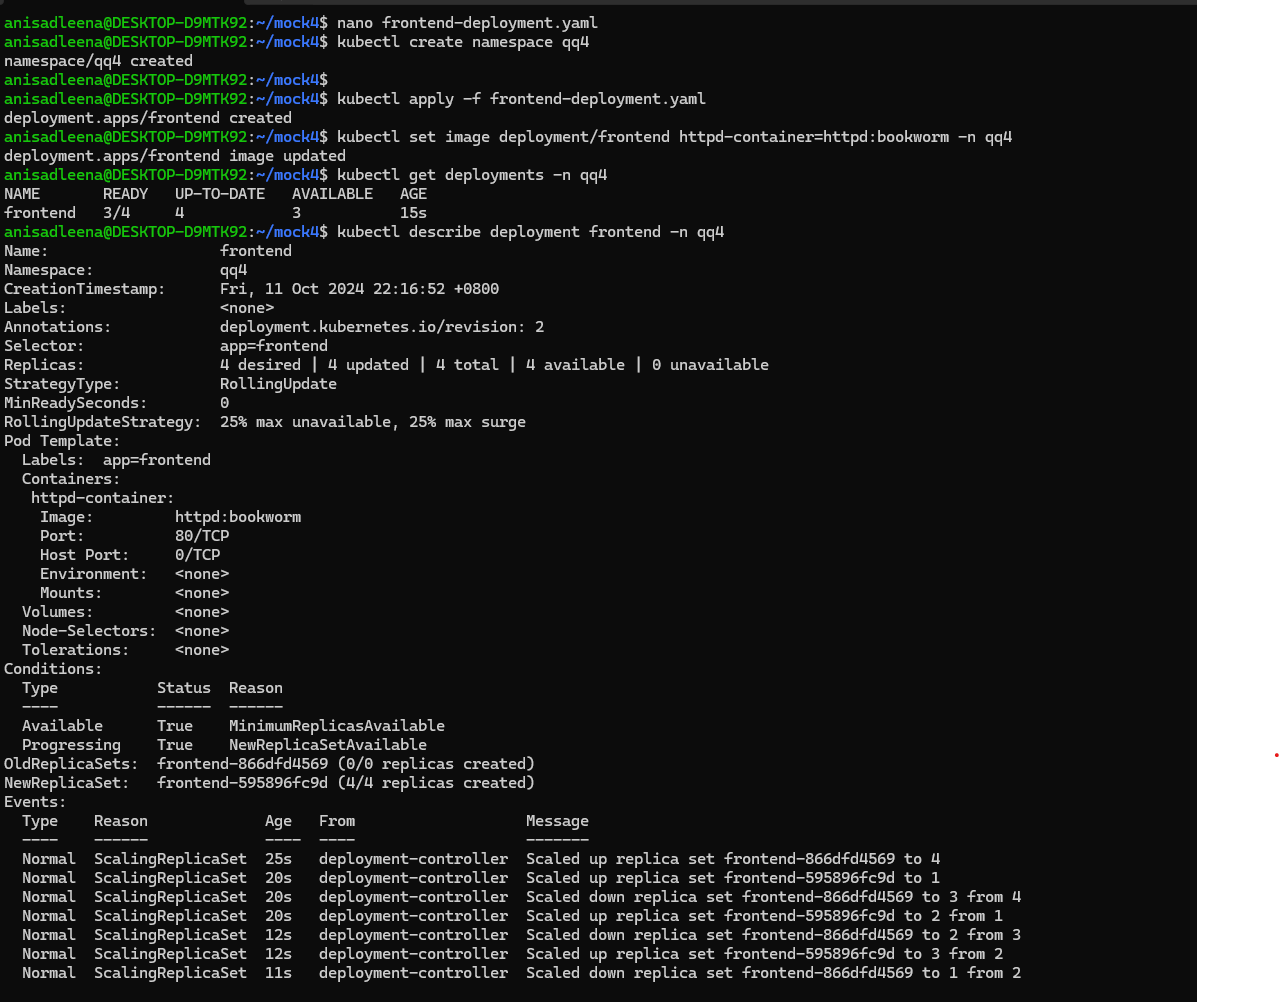 anisadleena@DESKTOP-D9MTK92:~/mock4$ nano frontend-deployment.yaml
anisadleena@DESKTOP-D9MTK92:~/mock4$ kubectl create namespace qq4
namespace/qq4 created
anisadleena@DESKTOP-D9MTK92:~/mock4$
anisadleena@DESKTOP-D9MTK92:~/mock4$ kubectl apply -f frontend-deployment.yaml
deployment.apps/frontend created
anisadleena@DESKTOP-D9MTK92:~/mock4$ kubectl set image deployment/frontend httpd-container=httpd:bookworm -n qq4
deployment.apps/frontend image updated
anisadleena@DESKTOP-D9MTK92:~/mock4$ kubectl get deployments -n qq4
NAME       READY   UP-TO-DATE   AVAILABLE   AGE
frontend   3/4     4            3           15s
anisadleena@DESKTOP-D9MTK92:~/mock4$ kubectl describe deployment frontend -n qq4
Name:                   frontend
Namespace:              qq4
CreationTimestamp:      Fri, 11 Oct 2024 22:16:52 +0800
Labels:                 <none>
Annotations:            deployment.kubernetes.io/revision: 2
Selector:               app=frontend
Replicas:               4 desired | 4 updated | 4 total | 4 available | 0 unavailable
StrategyType:           RollingUpdate
MinReadySeconds:        0
RollingUpdateStrategy:  25% max unavailable, 25% max surge
Pod Template:
  Labels:  app=frontend
  Containers:
   httpd-container:
    Image:         httpd:bookworm
    Port:          80/TCP
    Host Port:     0/TCP
    Environment:   <none>
    Mounts:        <none>
  Volumes:         <none>
  Node-Selectors:  <none>
  Tolerations:     <none>
Conditions:
  Type           Status  Reason
  ----           ------  ------
  Available      True    MinimumReplicasAvailable
  Progressing    True    NewReplicaSetAvailable
OldReplicaSets:  frontend-866dfd4569 (0/0 replicas created)
NewReplicaSet:   frontend-595896fc9d (4/4 replicas created)
Events:
  Type    Reason             Age   From                   Message
  ----    ------             ----  ----                   -------
  Normal  ScalingReplicaSet  25s   deployment-controller  Scaled up replica set frontend-866dfd4569 to 4
  Normal  ScalingReplicaSet  20s   deployment-controller  Scaled up replica set frontend-595896fc9d to 1
  Normal  ScalingReplicaSet  20s   deployment-controller  Scaled down replica set frontend-866dfd4569 to 3 from 4
  Normal  ScalingReplicaSet  20s   deployment-controller  Scaled up replica set frontend-595896fc9d to 2 from 1
  Normal  ScalingReplicaSet  12s   deployment-controller  Scaled down replica set frontend-866dfd4569 to 2 from 3
  Normal  ScalingReplicaSet  12s   deployment-controller  Scaled up replica set frontend-595896fc9d to 3 from 2
  Normal  ScalingReplicaSet  11s   deployment-controller  Scaled down replica set frontend-866dfd4569 to 1 from 2